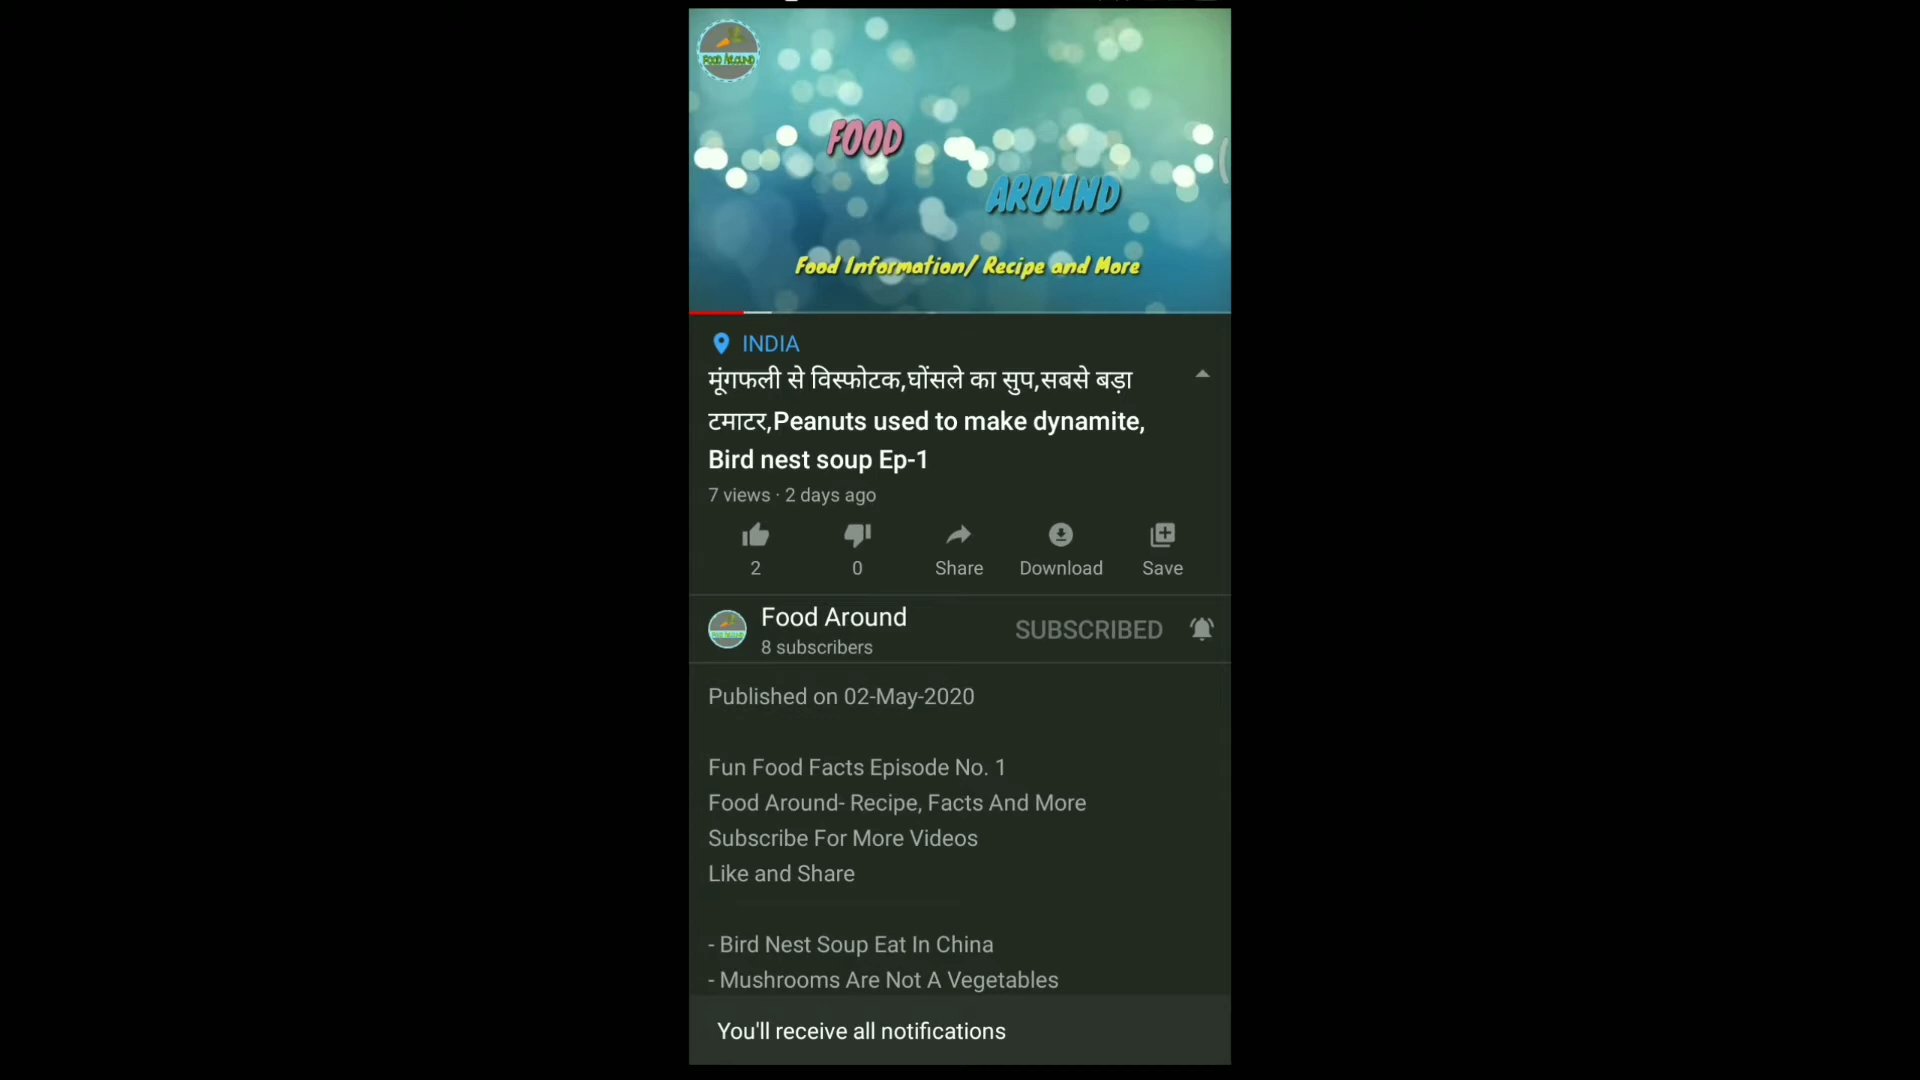 FOOD AROUND
FOOD
AROUND
Food Information/ Recipe and More
INDIA
मूंगफली से विस्फोटक,घोंसले का सुप,सबसे बड़ा
टमाटर,Peanuts used to make dynamite,
Bird nest soup Ep-1
7 views · 2 days ago
2
0
Share
Download
Save
Food Around
8 subscribers
SUBSCRIBED
Published on 02-May-2020
Fun Food Facts Episode No. 1
Food Around- Recipe, Facts And More
Subscribe For More Videos
Like and Share
- Bird Nest Soup Eat In China
- Mushrooms Are Not A Vegetables
You'll receive all notifications